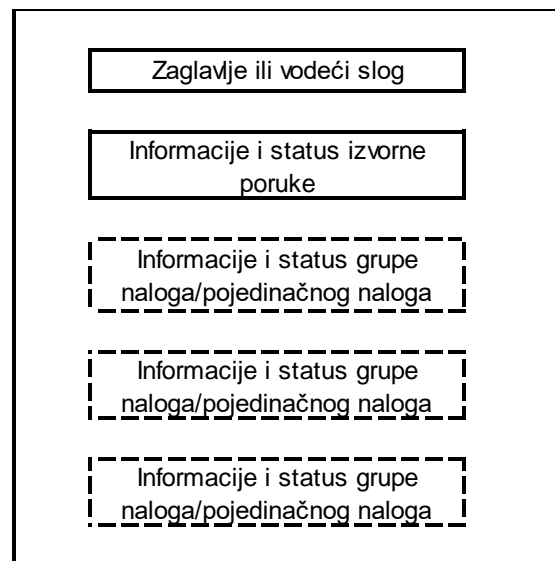 Zaglavlje ili vodeći slog
Informacije i status izvorne
poruke
Informacije i status grupe
naloga/pojedinačnog naloga
Informacije i status grupe
naloga/pojedinačnog naloga
Informacije i status grupe
naloga/pojedinačnog naloga